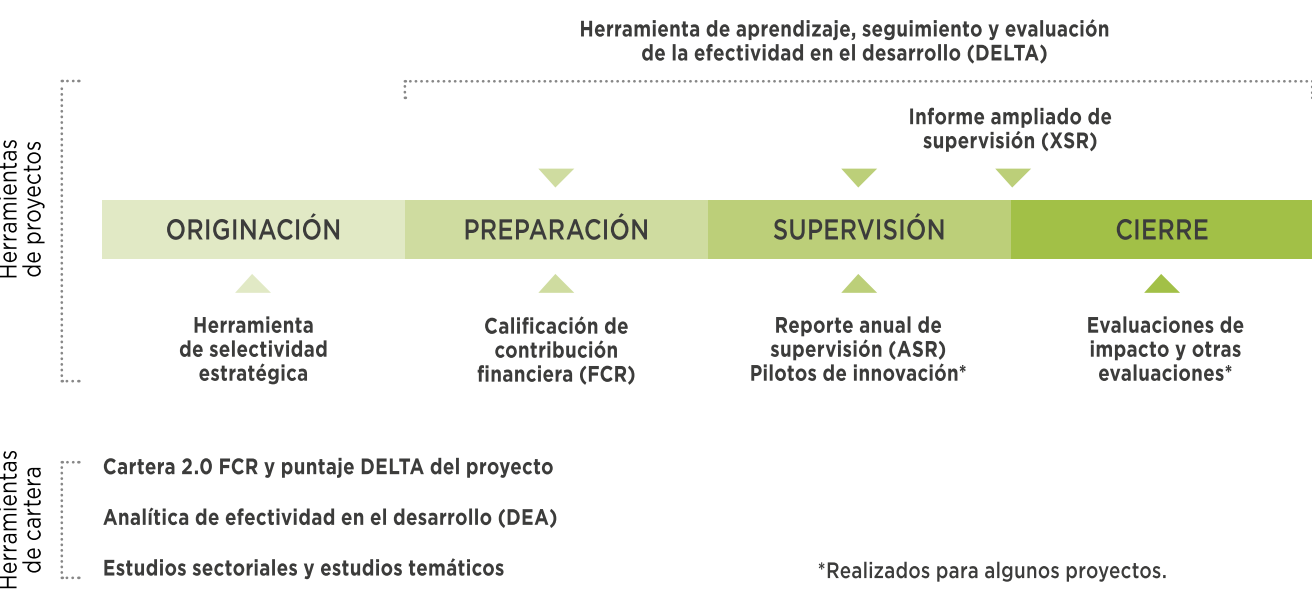 Herramienta de aprendizaje, seguimiento y evaluación
de la efectividad en el desarrollo (DELTA)
Herramientas
de proyectos
Informe ampliado de
supervisión (XSR)
ORIGINACIÓN
PREPARACIÓN
SUPERVISIÓN
CIERRE
Herramienta
de selectividad
estratégica
Calificación de
contribución
financiera (FCR)
Reporte anual de
supervisión (ASR)
Pilotos de innovación*
Evaluaciones de
impacto y otras
evaluaciones*
Herramientas
de cartera
Cartera 2.0 FCR y puntaje DELTA del proyecto
Analítica de efectividad en el desarrollo (DEA)
Estudios sectoriales y estudios temáticos
*Realizados para algunos proyectos.